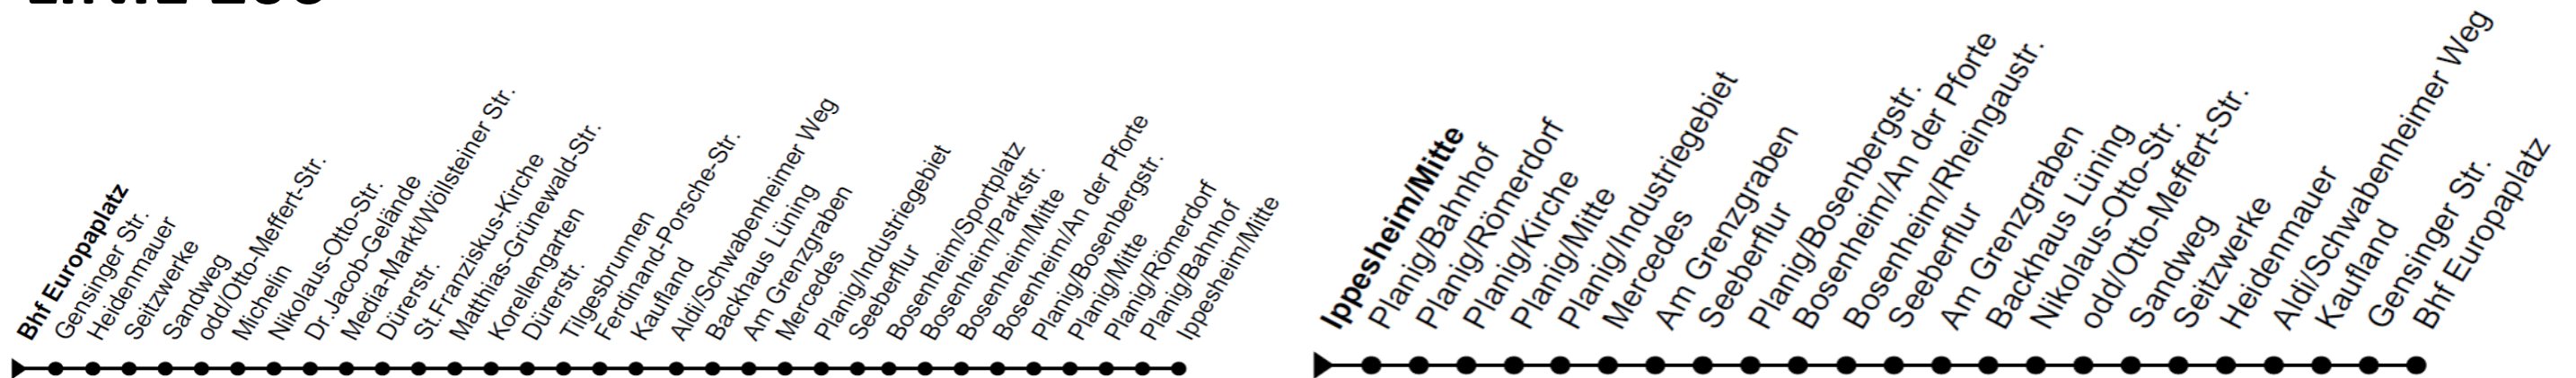 Bhf Europaplatz
Gensinger Str.
Heidenmauer
Seitzwerke
Sandweg
odd/Otto-Meffert-Str.
Michelin
Nikolaus-Otto-Str.
Dr.Jacob-Gelände
Media-Markt/Wöllsteiner Str.
Dürerstr.
St.Franziskus-Kirche
Matthias-Grünewald-Str.
Korellengarten
Dürerstr.
Tilgesbrunnen
Ferdinand-Porsche-Str.
Kaufland
Aldi/Schwabenheimer Weg
Backhaus Lüning
Am Grenzgraben
Mercedes
Planig/Industriegebiet
Seeberflur
Bosenheim/Sportplatz
Bosenheim/Parkstr.
Bosenheim/Mitte
Bosenheim/An der Pforte
Planig/Bosenbergstr.
Planig/Mitte
Planig/Römerdorf
Planig/Bahnhof
Ippesheim/Mitte
Ippesheim/Mitte
Planig/Bahnhof
Planig/Römerdorf
Planig/Kirche
Planig/Mitte
Planig/Industriegebiet
Mercedes
Am Grenzgraben
Seeberflur
Planig/Bosenbergstr.
Bosenheim/An der Pforte
Bosenheim/Rheingaustr.
Seeberflur
Am Grenzgraben
Backhaus Lüning
Nikolaus-Otto-Str.
odd/Otto-Meffert-Str.
Sandweg
Seitzwerke
Heidenmauer
Aldi/Schwabenheimer Weg
Kaufland
Gensinger Str.
Bhf Europaplatz